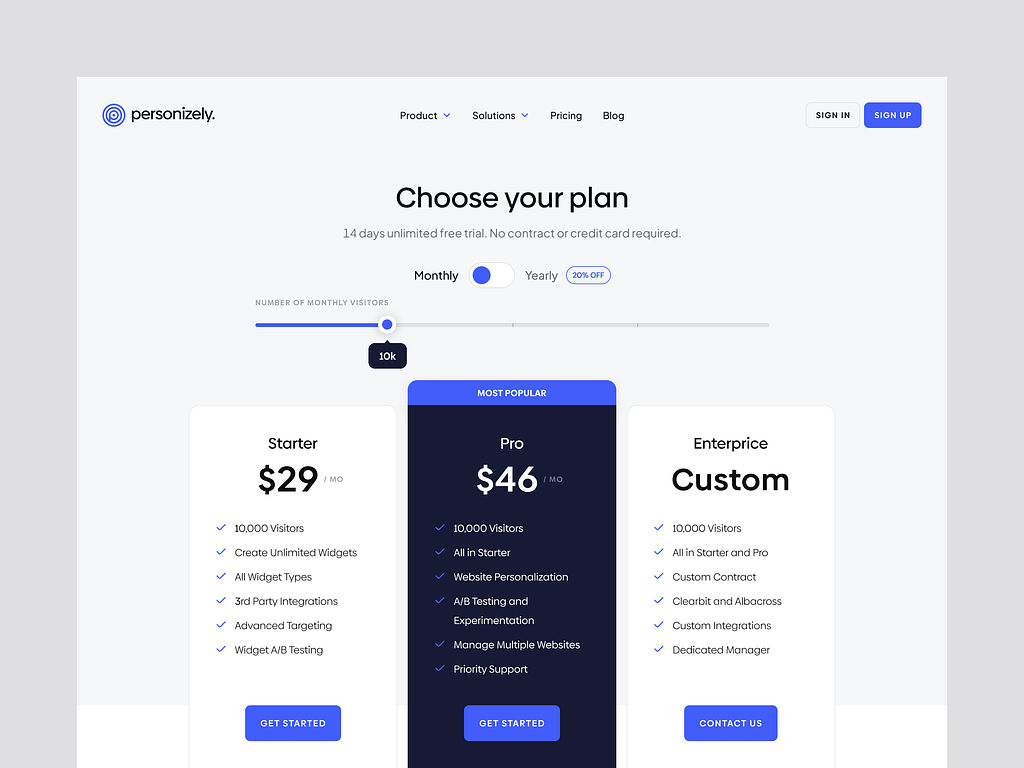 personizely.
Product
Solutions
Pricing
Blog
SIGN IN
SIGN UP
Choose your plan
14 days unlimited free trial. No contract or credit card required.
Monthly
Yearly
20% OFF
NUMBER OF MONTHLY VISITORS
10k
Starter
$29 / MO
10,000 Visitors
Create Unlimited Widgets
All Widget Types
3rd Party Integrations
Advanced Targeting
Widget A/B Testing
GET STARTED
MOST POPULAR
Pro
$46 / MO
10,000 Visitors
All in Starter
Website Personalization
A/B Testing and
Experimentation
Manage Multiple Websites
Priority Support
GET STARTED
Enterprice
Custom
10,000 Visitors
All in Starter and Pro
Custom Contract
Clearbit and Albacross
Custom Integrations
Dedicated Manager
CONTACT US